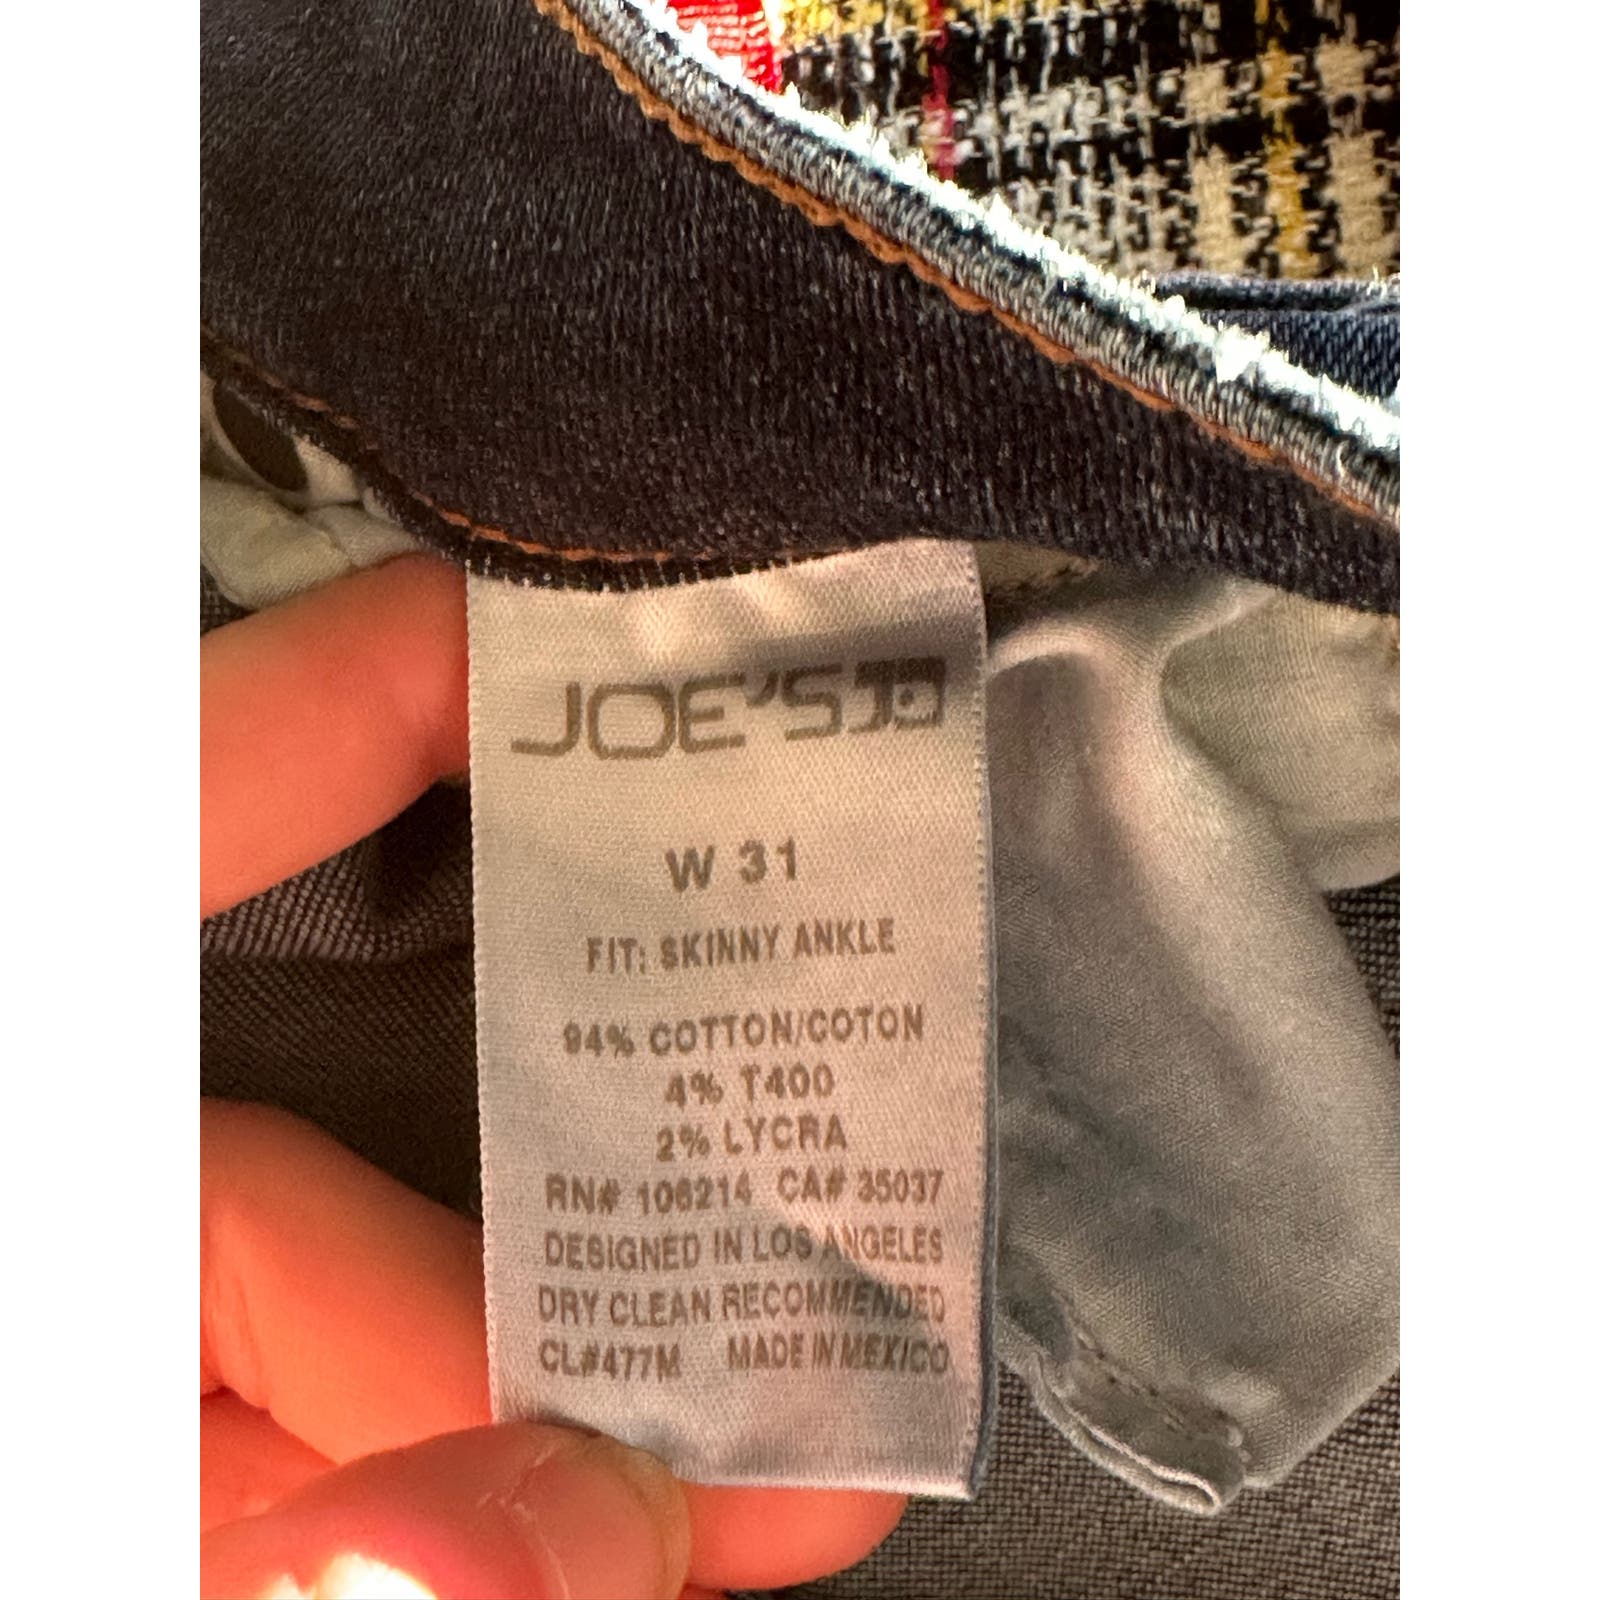 JOE'S
W 31
FIT: SKINNY ANKLE
94% COTTON/COTON
4% T400
2% LYCRA
RN# 106214 CA# 35037
DESIGNED IN LOS ANGELES
DRY CLEAN RECOMMENDED
CL#477M MADE IN MEXICO